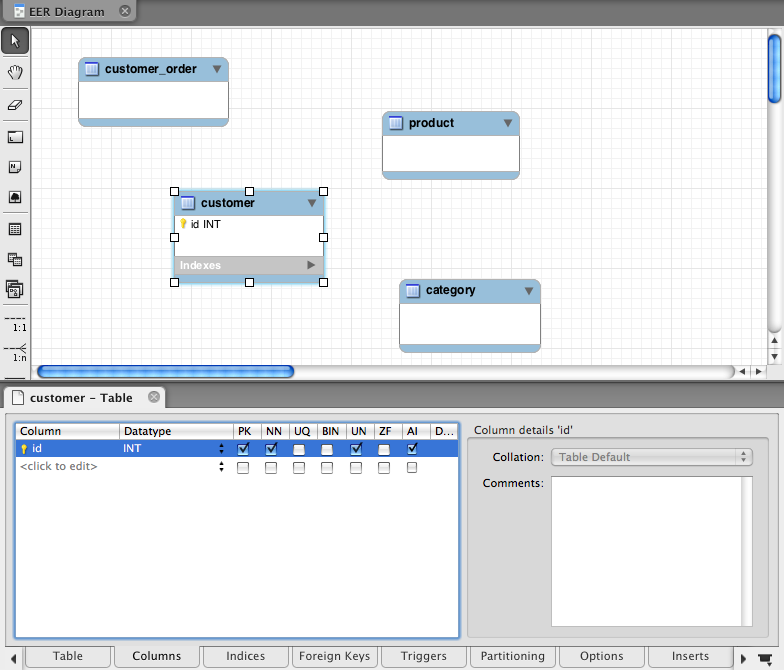 EER Diagram
customer_order
product
customer
id INT
Indexes
category
1:1
1:n
customer - Table
Column Datatype PK NN UQ BIN UN ZF AI D...
id INT
<click to edit>
Column details 'id'
Collation: Table Default
Comments:
Table Columns Indices Foreign Keys Triggers Partitioning Options Inserts